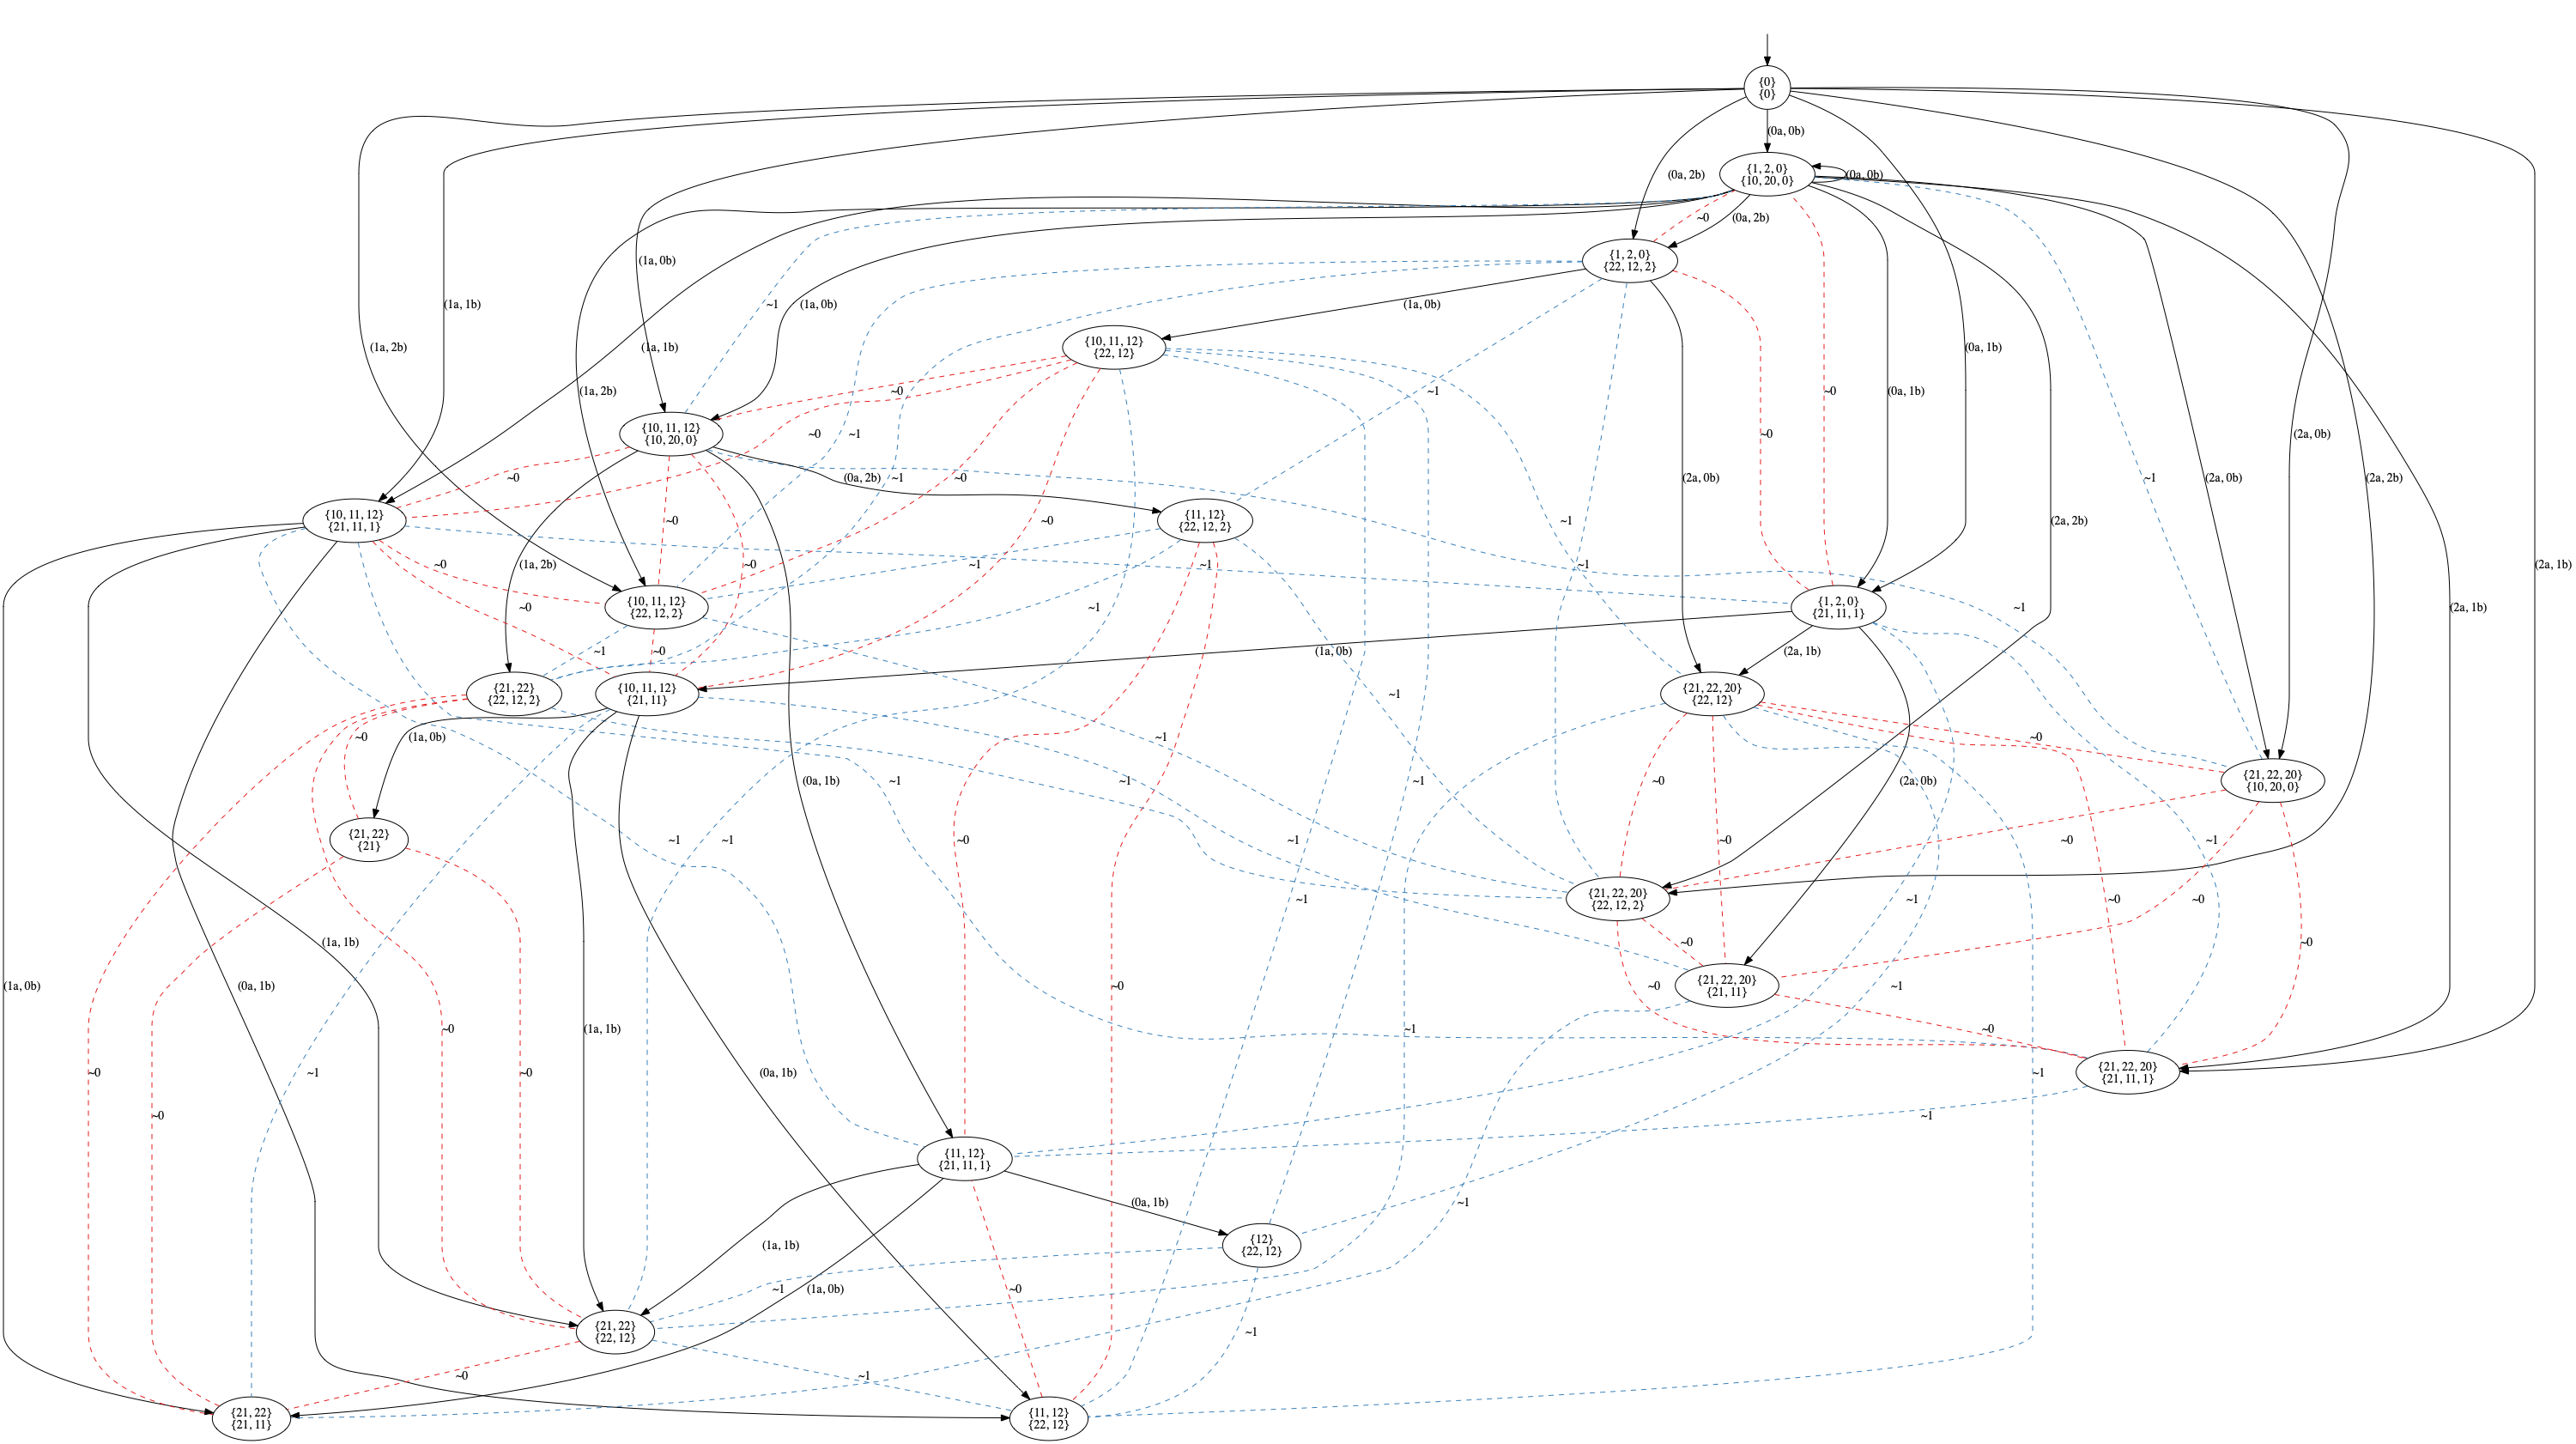 {0}
{0}
(0a, 0b)
{1, 2, 0}
{10, 20, 0}
(0a, 0b)
(0a, 2b)
~0
(0a, 2b)
{1, 2, 0}
{22, 12, 2}
(1a, 0b)
(1a, 1b)
~1
(1a, 0b)
(1a, 0b)
(1a, 2b)
(1a, 1b)
{10, 11, 12}
{22, 12}
(0a, 1b)
(1a, 2b)
~0
~1
~0
(0a, 1b)
{10, 11, 12}
{10, 20, 0}
~0
~1
~0
(2a, 0b)
~0
(0a, 2b)
~1
~0
(2a, 0b)
~1
(2a, 0b)
(2a, 2b)
{10, 11, 12}
{21, 11, 1}
~0
~0
{11, 12}
{22, 12, 2}
~1
(2a, 2b)
~0
(1a, 2b)
~0
~1
~1
~1
(2a, 1b)
~0
{10, 11, 12}
{22, 12, 2}
~1
{1, 2, 0}
{21, 11, 1}
~1
(2a, 1b)
~1
~0
(1a, 0b)
(2a, 1b)
{21, 22}
{22, 12, 2}
{10, 11, 12}
{21, 11}
~1
{21, 22, 20}
{22, 12}
~0
(1a, 0b)
~1
~0
(0a, 1b)
~1
~1
~1
~0
(2a, 0b)
{21, 22, 20}
{10, 20, 0}
{21, 22}
{21}
~1
~1
~0
~1
~0
~1
~0
~1
{21, 22, 20}
{22, 12, 2}
~1
~0
~0
(1a, 1b)
~0
~0
(1a, 0b)
(0a, 1b)
~0
~0
{21, 22, 20}
{21, 11}
~1
~0
(1a, 1b)
~1
~0
~0
~1
~0
(0a, 1b)
~1
{21, 22, 20}
{21, 11, 1}
~0
~1
{11, 12}
{21, 11, 1}
(0a, 1b)
~1
(1a, 1b)
{12}
{22, 12}
~1
(1a, 0b)
~0
{21, 22}
{22, 12}
~1
~0
~1
{21, 22}
{21, 11}
{11, 12}
{22, 12}